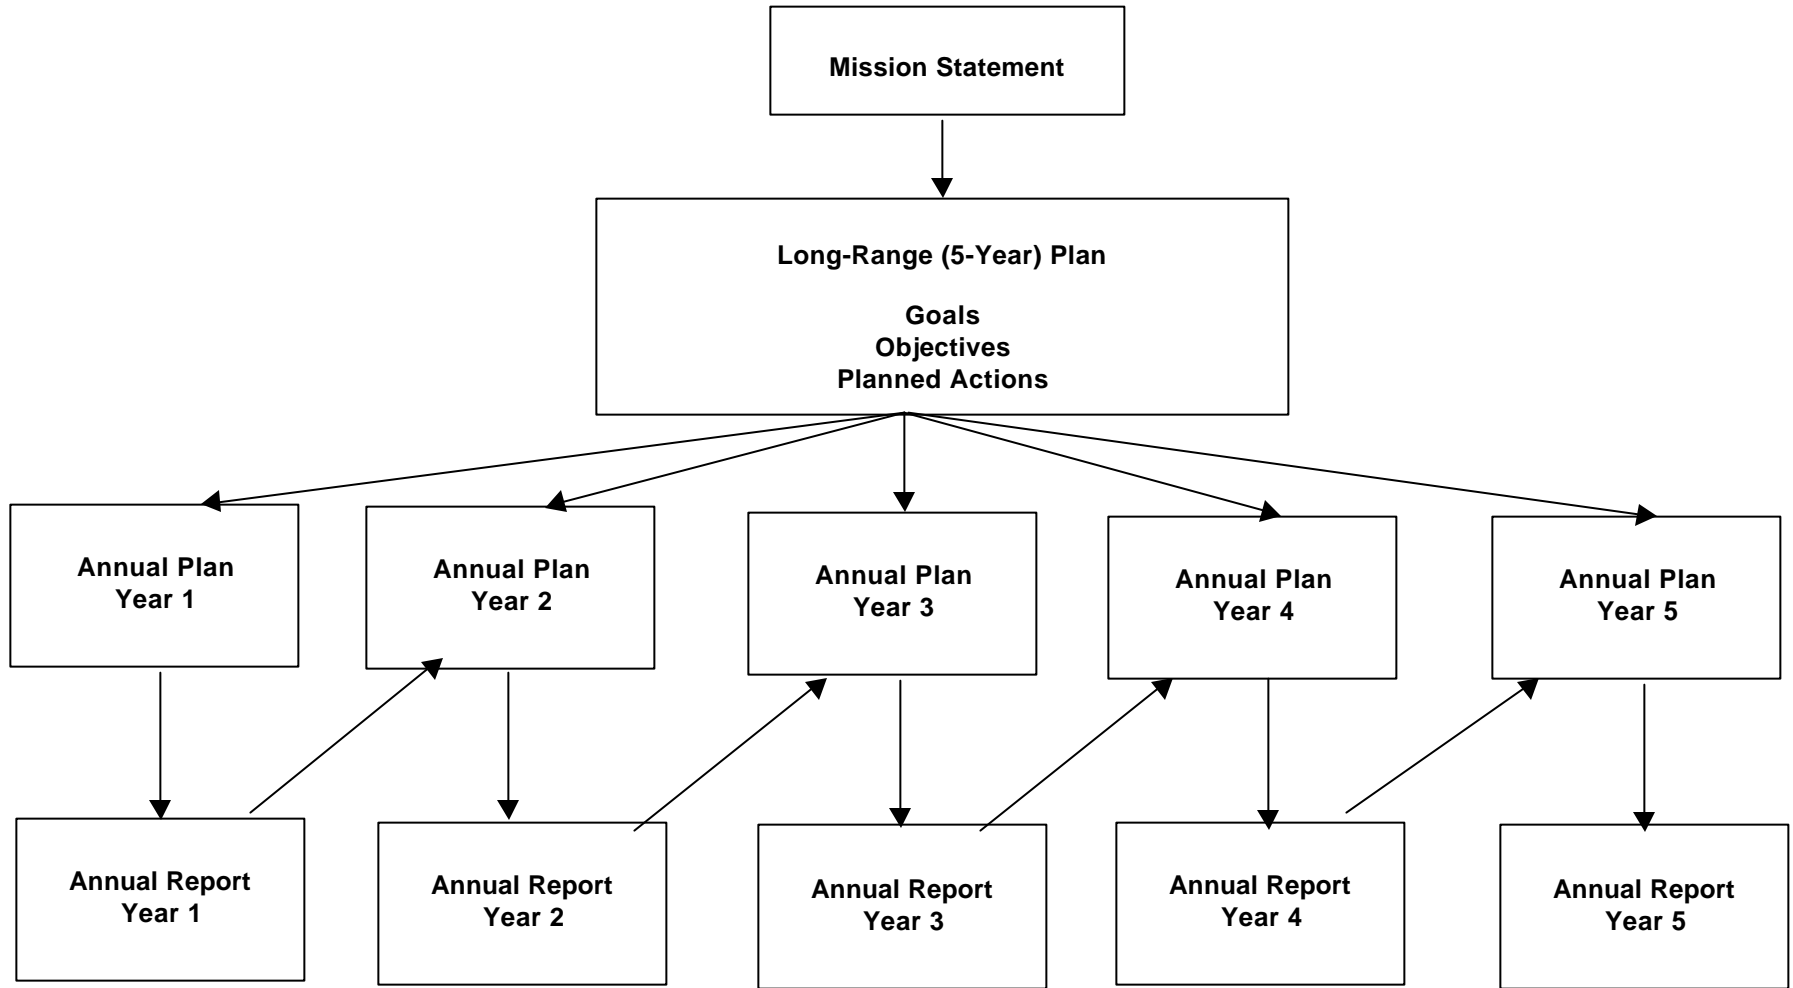 Mission Statement
Long-Range (5-Year) Plan
Goals
Objectives
Planned Actions
Annual Plan
Year 1
Annual Plan
Year 2
Annual Plan
Year 3
Annual Plan
Year 4
Annual Plan
Year 5
Annual Report
Year 1
Annual Report
Year 2
Annual Report
Year 3
Annual Report
Year 4
Annual Report
Year 5